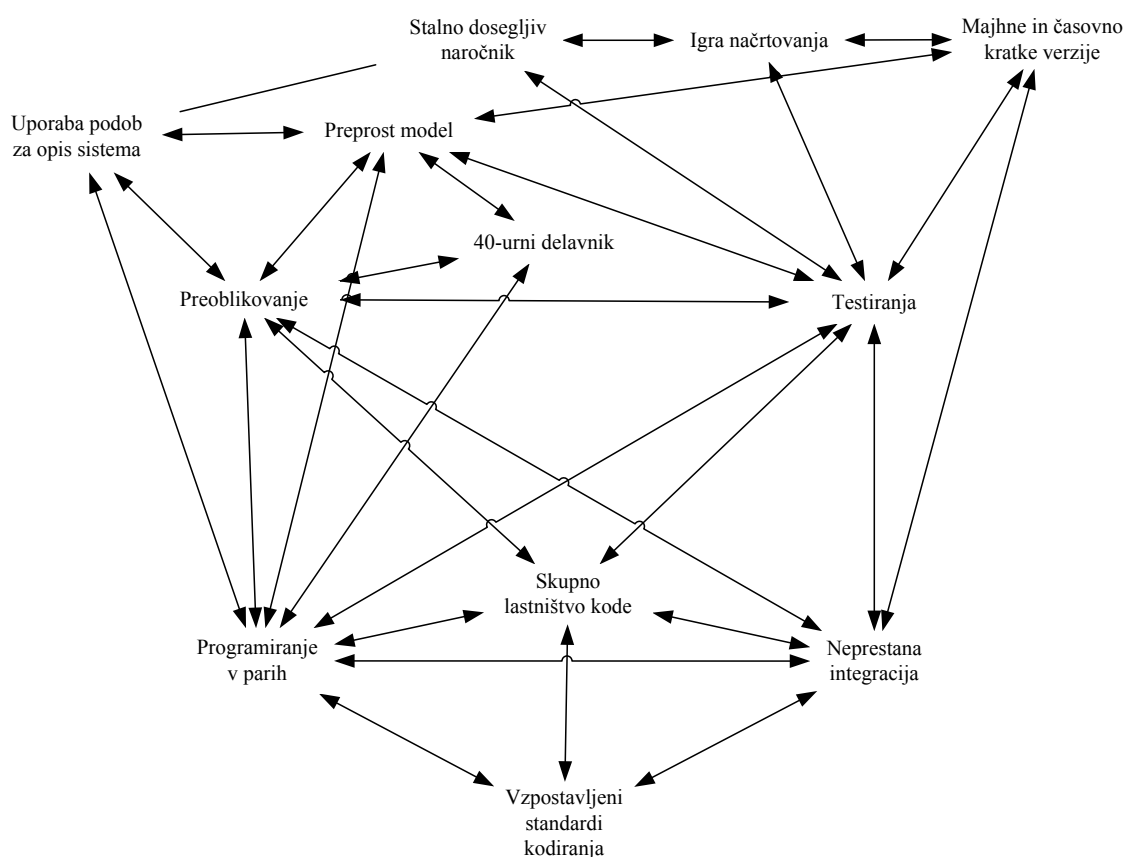 Stalno dosegljiv
naročnik
Igra načrtovanja
Majhne in časovno
kratke verzije
Uporaba podob
za opis sistema
Preprost model
40-urni delavnik
Preoblikovanje
Testiranja
Skupno
lastništvo kode
Programiranje
v parih
Neprestana
integracija
Vzpostavljeni
standardi
kodiranja